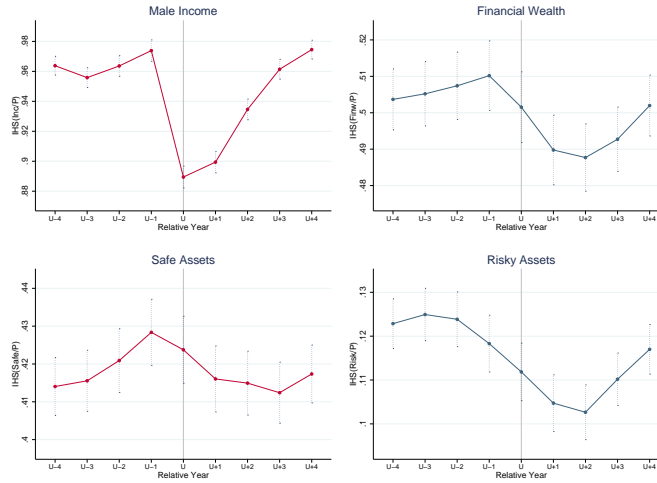 Male Income
IHS(Inc/P)
.98
.96
.94
.92
.9
.88
U−4 U−3 U−2 U−1 U U+1 U+2 U+3 U+4
Relative Year
Financial Wealth
IHS(Finw/P)
.52
.51
.5
.49
.48
U−4 U−3 U−2 U−1 U U+1 U+2 U+3 U+4
Relative Year
Safe Assets
IHS(Safe/P)
.44
.43
.42
.41
.4
U−4 U−3 U−2 U−1 U U+1 U+2 U+3 U+4
Relative Year
Risky Assets
IHS(Risk/P)
.13
.12
.11
.1
U−4 U−3 U−2 U−1 U U+1 U+2 U+3 U+4
Relative Year